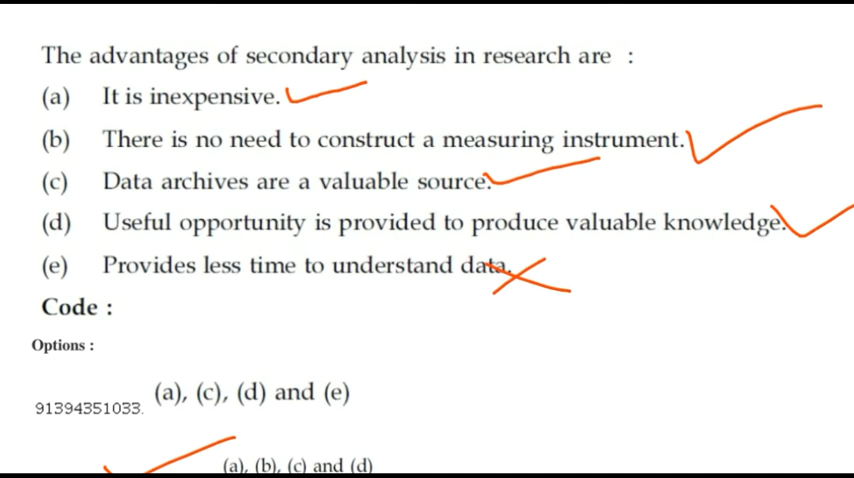 The advantages of secondary analysis in research are :
(a) It is inexpensive.
(b) There is no need to construct a measuring instrument.
(c) Data archives are a valuable source.
(d) Useful opportunity is provided to produce valuable knowledge.
(e) Provides less time to understand data.
Code :
Options :
(a), (c), (d) and (e)
91394351033.
(a), (b), (c) and (d)